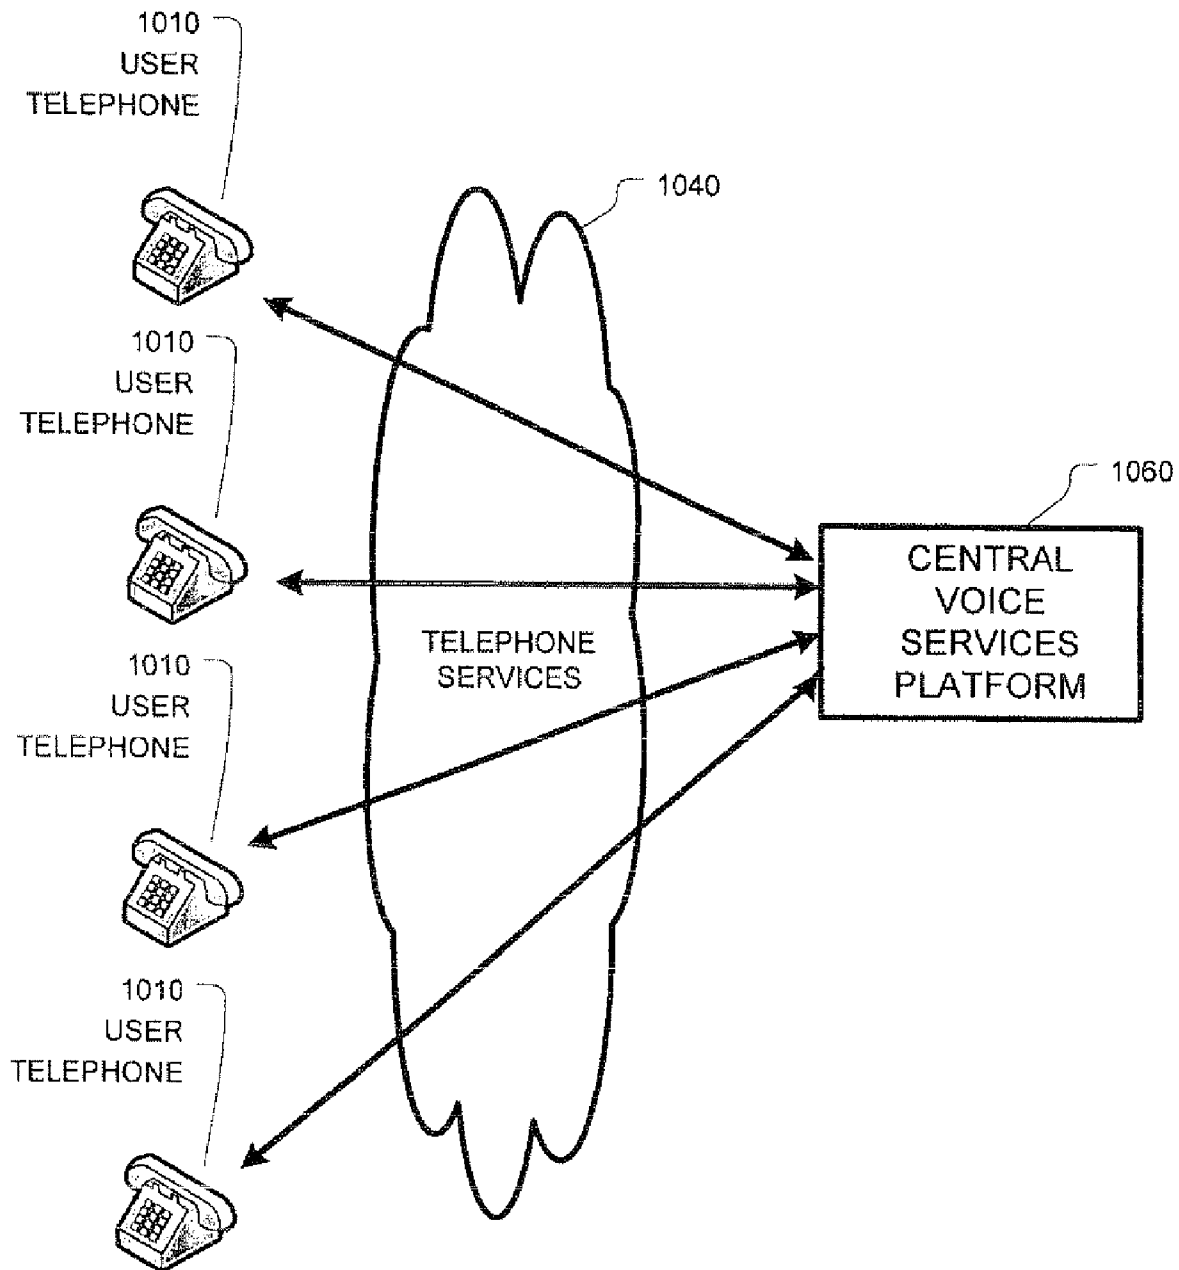 1010
USER
TELEPHONE
1040
1010
USER
TELEPHONE
1060
CENTRAL
VOICE
SERVICES
PLATFORM
TELEPHONE
SERVICES
1010
USER
TELEPHONE
1010
USER
TELEPHONE